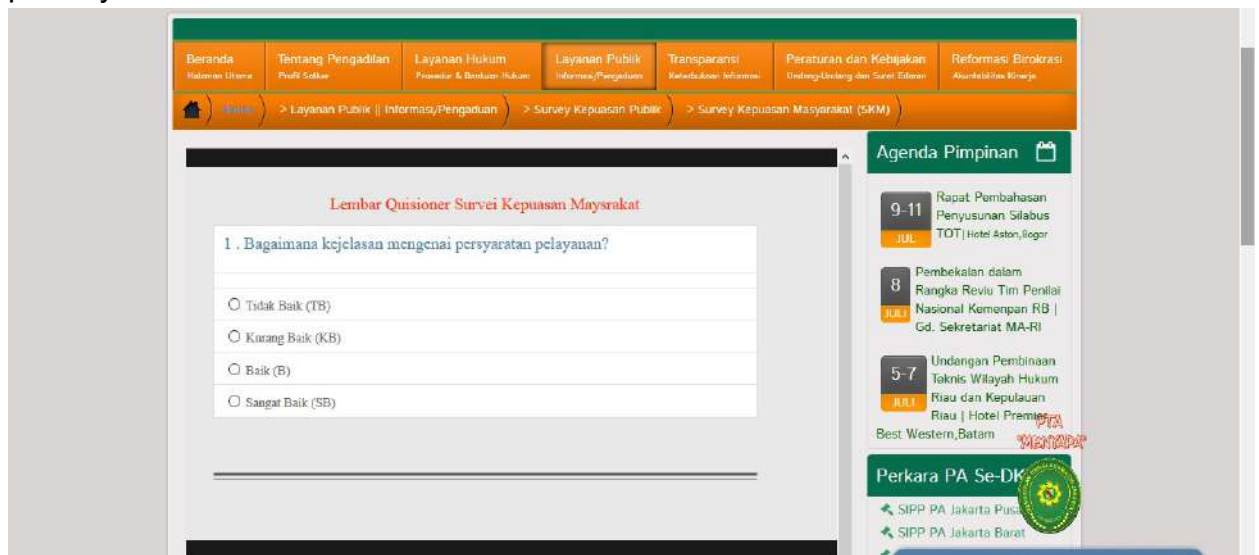 Beranda
Halaman Utama
Tentang Pengadilan
Profil Satker
Layanan Hukum
Prosedur & Bantuan Hukum
Layanan Publik
Informasi/Pengaduan
Transparansi
Keterbukaan Informasi
Peraturan dan Kebijakan
Undang-Undang dan Surat Edaran
Reformasi Birokrasi
Akuntabilitas Kinerja
Home > Layanan Publik || Informasi/Pengaduan > Survey Kepuasan Publik > Survey Kepuasan Masyarakat (SKM)
Lembar Quisioner Survei Kepuasan Maysrakat
1 . Bagaimana kejelasan mengenai persyaratan pelayanan?
Tidak Baik (TB)
Kurang Baik (KB)
Baik (B)
Sangat Baik (SB)
Agenda Pimpinan
9-11
JUL
Rapat Pembahasan
Penyusunan Silabus
TOT| Hotel Aston,Bogor
8
JULI
Pembekalan dalam
Rangka Reviu Tim Penilai
Nasional Kemenpan RB |
Gd. Sekretariat MA-RI
5-7
JULI
Undangan Pembinaan
Teknis Wilayah Hukum
Riau dan Kepulauan
Riau | Hotel Premier
Best Western,Batam
PTA
"MENYAPA"
Perkara PA Se-DK
SIPP PA Jakarta Pusa
SIPP PA Jakarta Barat